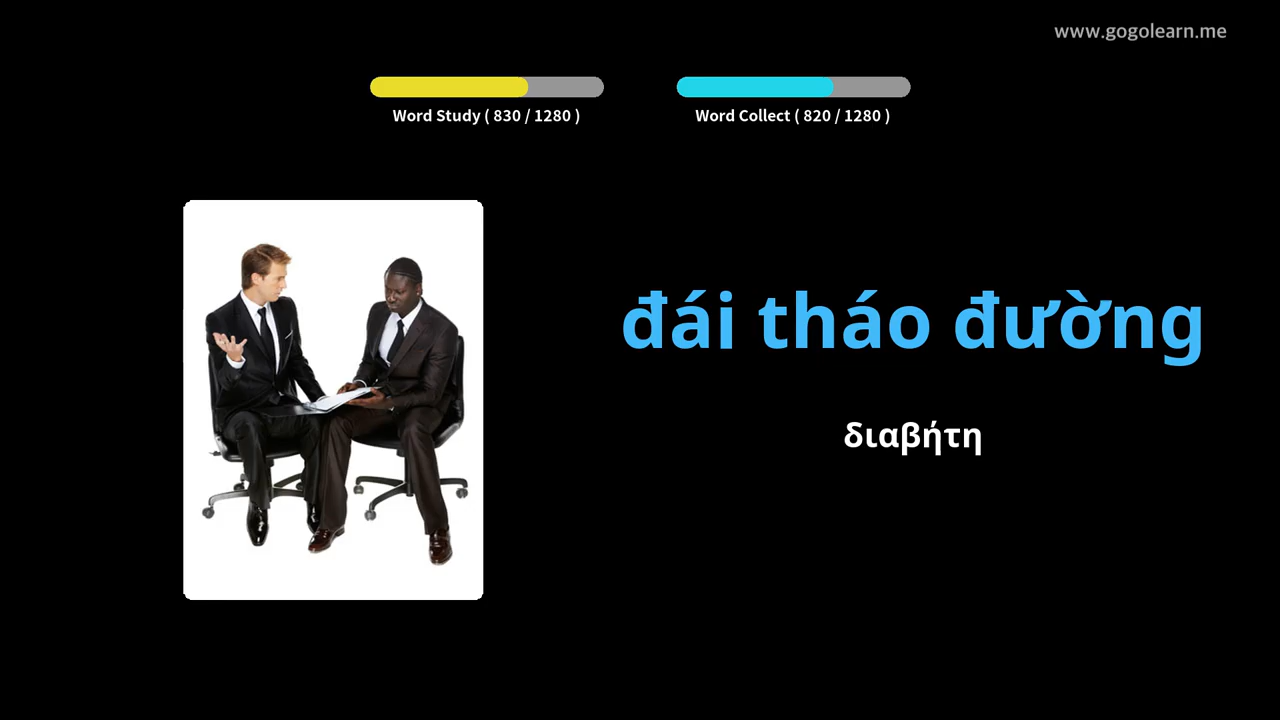 www.gogolearn.me
Word Study ( 830 / 1280 )
Word Collect ( 820 / 1280 )
đái tháo đường
διαβήτη